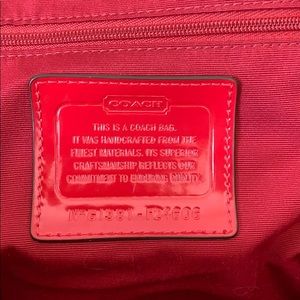 COACH
THIS IS A COACH BAG.
IT WAS HANDCRAFTED FROM THE
FINEST MATERIALS. ITS SUPERIOR
CRAFTSMANSHIP REFLECTS OUR
COMMITMENT TO ENDURING QUALITY.